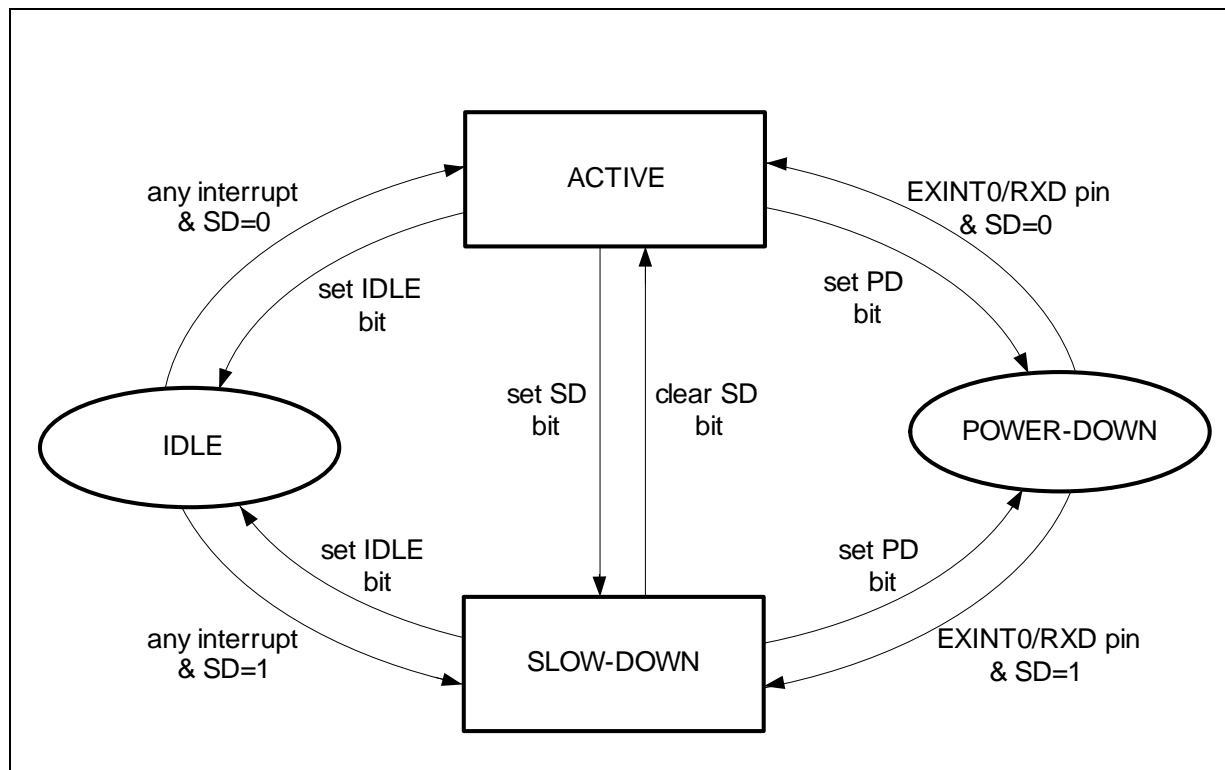 ACTIVE
any interrupt
& SD=0
EXINT0/RXD pin
& SD=0
set IDLE
bit
set PD
bit
set SD
bit
clear SD
bit
IDLE
POWER-DOWN
set IDLE
bit
set PD
bit
any interrupt
& SD=1
SLOW-DOWN
EXINT0/RXD pin
& SD=1